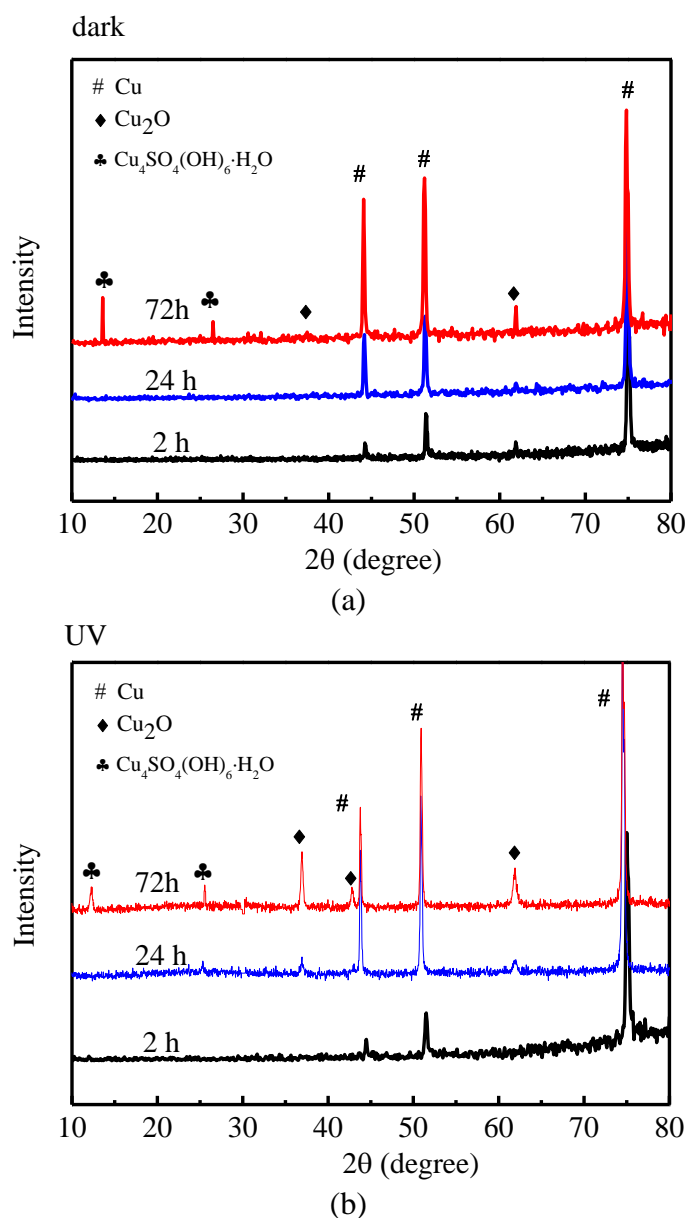 dark
# Cu
♦ Cu₂O
♣ Cu₄SO₄(OH)₆·H₂O
#
#
#
♣
♣
♦
♦
72h
24 h
2 h
Intensity
10 20 30 40 50 60 70 80
2θ (degree)
(a)
UV
# Cu
♦ Cu₂O
♣ Cu₄SO₄(OH)₆·H₂O
#
#
#
♦
♣
♣
♦
♦
72h
24 h
2 h
Intensity
10 20 30 40 50 60 70 80
2θ (degree)
(b)